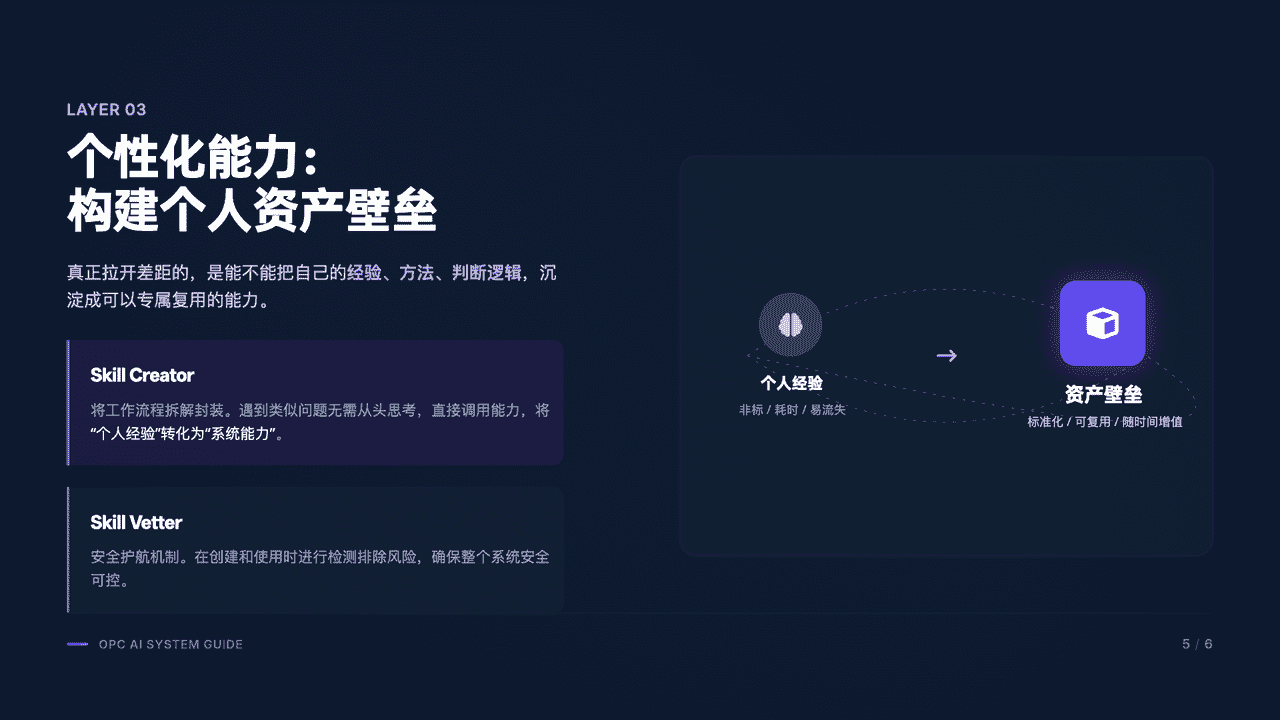 LAYER 03
个性化能力：
构建个人资产壁垒
真正拉开差距的，是能不能把自己的经验、方法、判断逻辑，沉
淀成可以专属复用的能力。
Skill Creator
将工作流程拆解封装。遇到类似问题无需从头思考，直接调用能力，将
“个人经验”转化为“系统能力”。
Skill Vetter
安全护航机制。在创建和使用时进行检测排除风险，确保整个系统安全
可控。
个人经验
非标 / 耗时 / 易流失
→
资产壁垒
标准化 / 可复用 / 随时间增值
OPC AI SYSTEM GUIDE
5 / 6